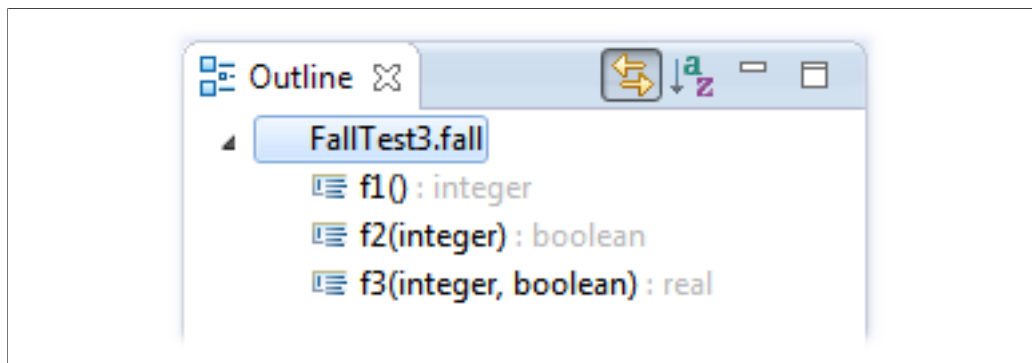 Outline
a
z
FallTest3.fall
f1() : integer
f2(integer) : boolean
f3(integer, boolean) : real